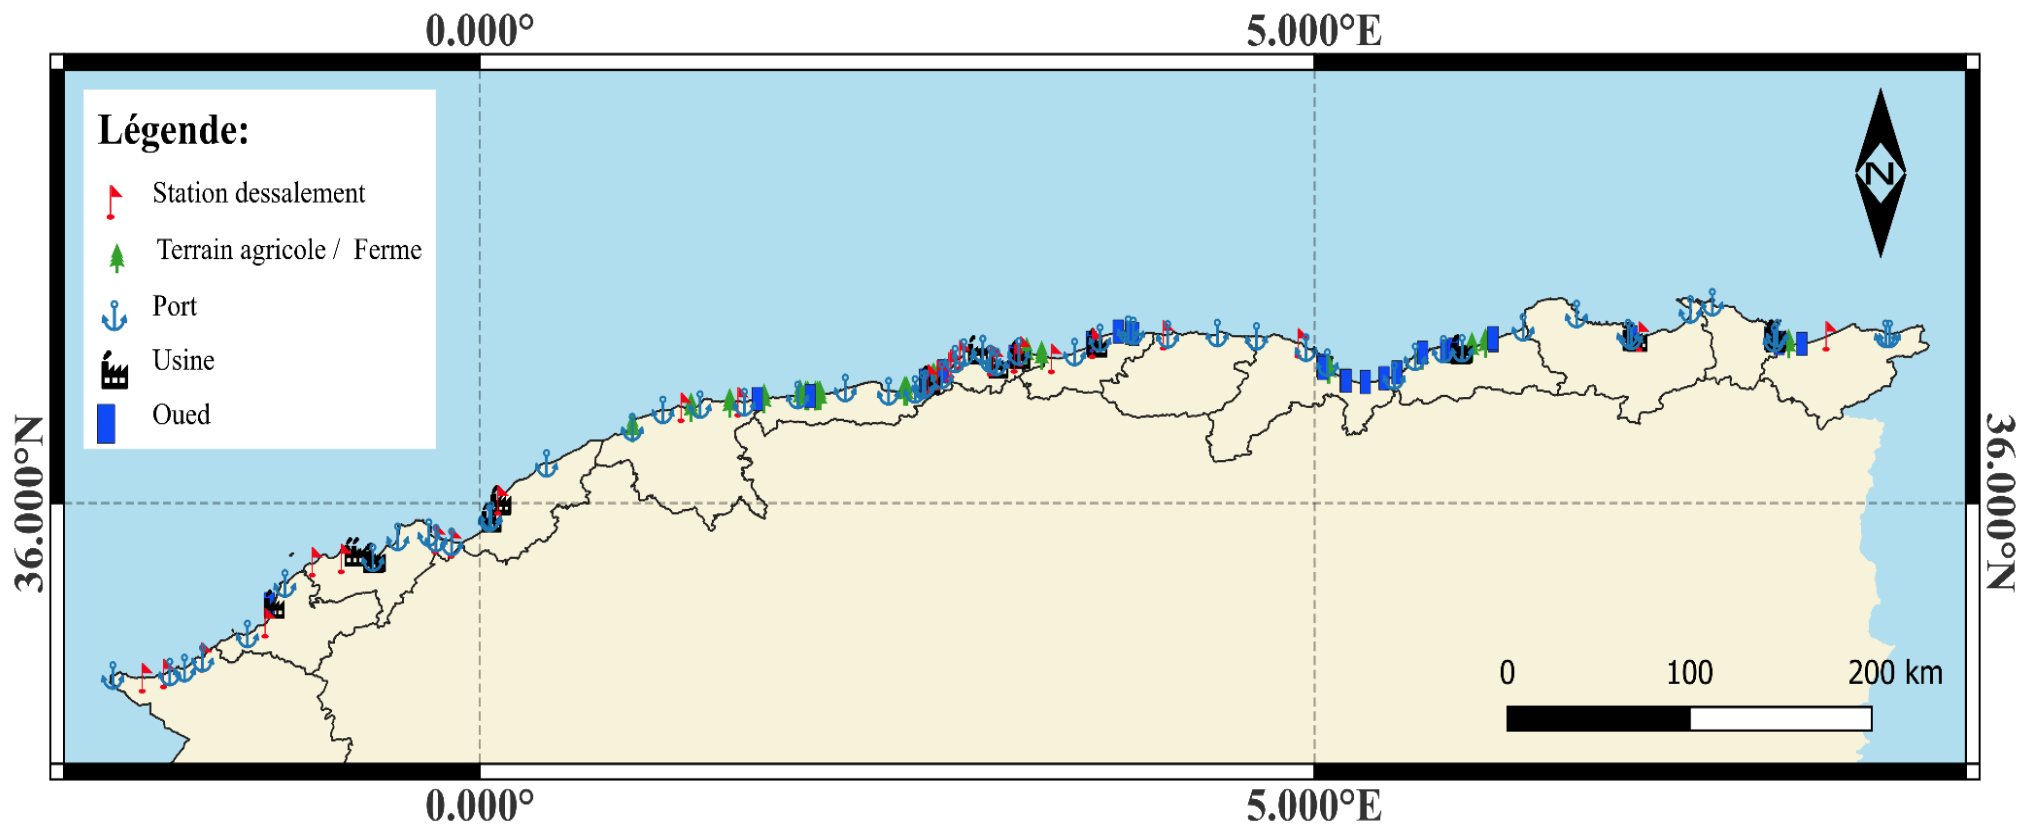 0.000° 5.000°E
Légende:
Station dessalement
Terrain agricole / Ferme
Port
Usine
Oued
N
36.000°N
36.000°N
0 100 200 km
0.000° 5.000°E